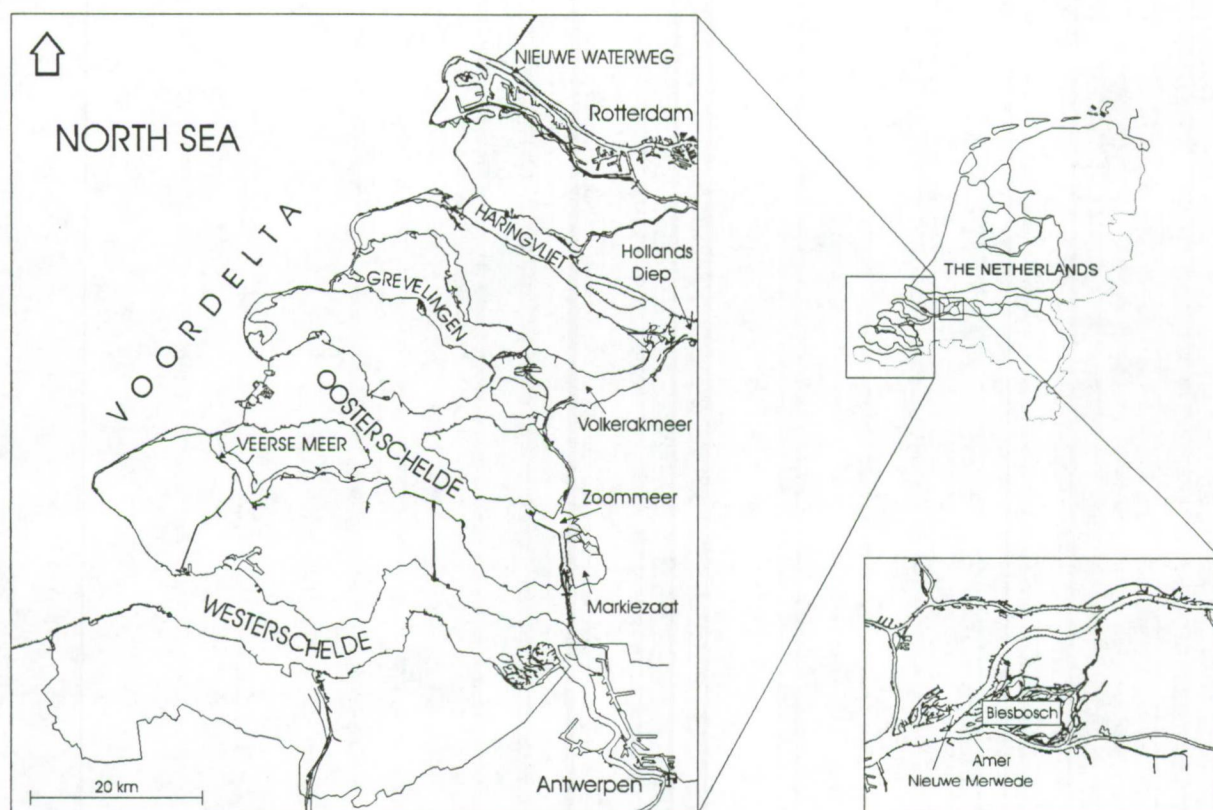 NIEUWE WATERWEG
Rotterdam
NORTH SEA
VOORDELTA
HARINGVLIET
Hollands
Diep
GREVELINGEN
OOSTERSCHELDE
Volkerakmeer
VEERSE MEER
Zoommeer
Markiezaat
WESTERSCHELDE
Antwerpen
20 km
THE NETHERLANDS
Biesbosch
Amer
Nieuwe Merwede